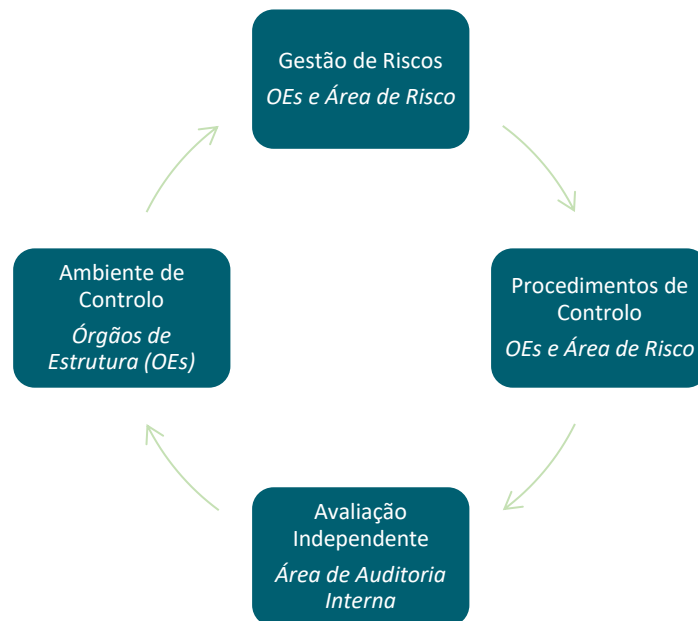 Gestão de Riscos
OEs e Área de Risco
Ambiente de
Controlo
Órgãos de
Estrutura (OEs)
Procedimentos de
Controlo
OEs e Área de Risco
Avaliação
Independente
Área de Auditoria
Interna